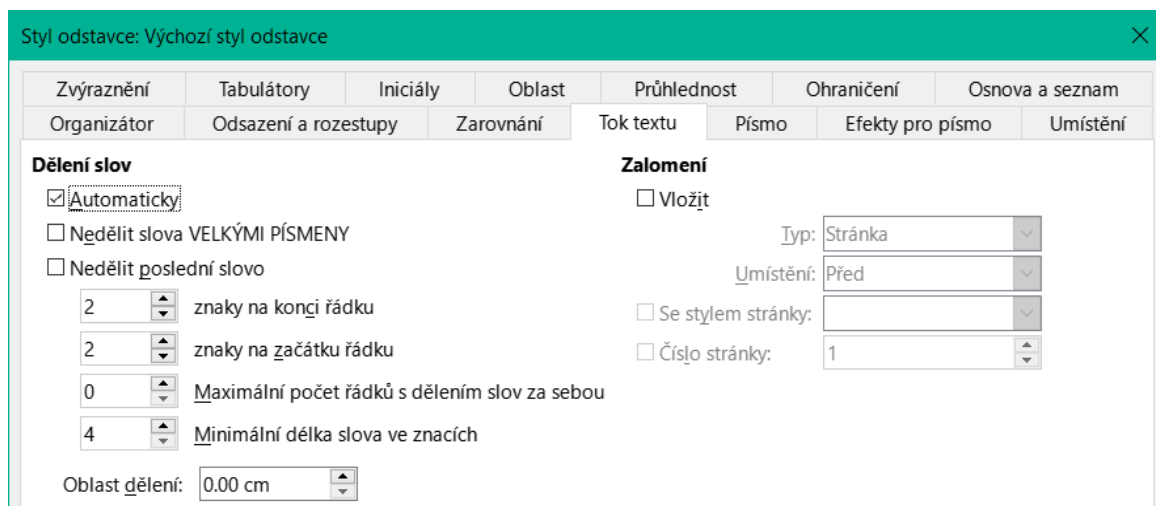 Styl odstavce: Výchozí styl odstavce
Zvýraznění Tabulátory Iniciály Oblast Průhlednost Ohraničení Osnova a seznam
Organizátor Odsazení a rozestupy Zarovnání Tok textu Písmo Efekty pro písmo Umístění
Dělení slov
Automaticky
Nedělit slova VELKÝMI PÍSMENY
Nedělit poslední slovo
2 znaky na konci řádku
2 znaky na začátku řádku
0 Maximální počet řádků s dělením slov za sebou
4 Minimální délka slova ve znacích
Oblast dělení: 0.00 cm
Zalomení
Vložit
Typ: Stránka
Umístění: Před
Se stylem stránky:
Číslo stránky: 1